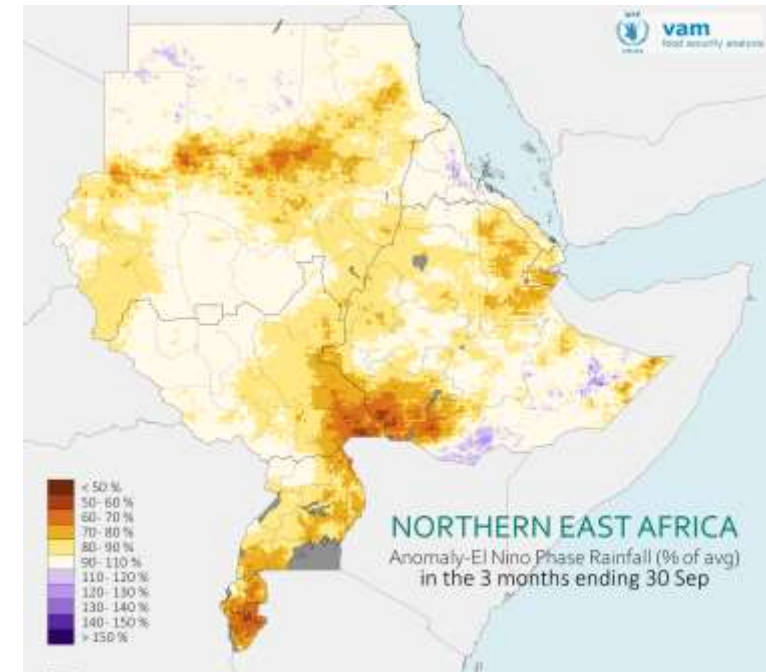 wfp
vam
food security analysis
< 50 %
50- 60 %
60- 70 %
70- 80 %
80- 90 %
90- 110 %
110- 120 %
120- 130 %
130- 140 %
140- 150 %
> 150 %
NORTHERN EAST AFRICA
Anomaly-El Nino Phase Rainfall (% of avg)
in the 3 months ending 30 Sep